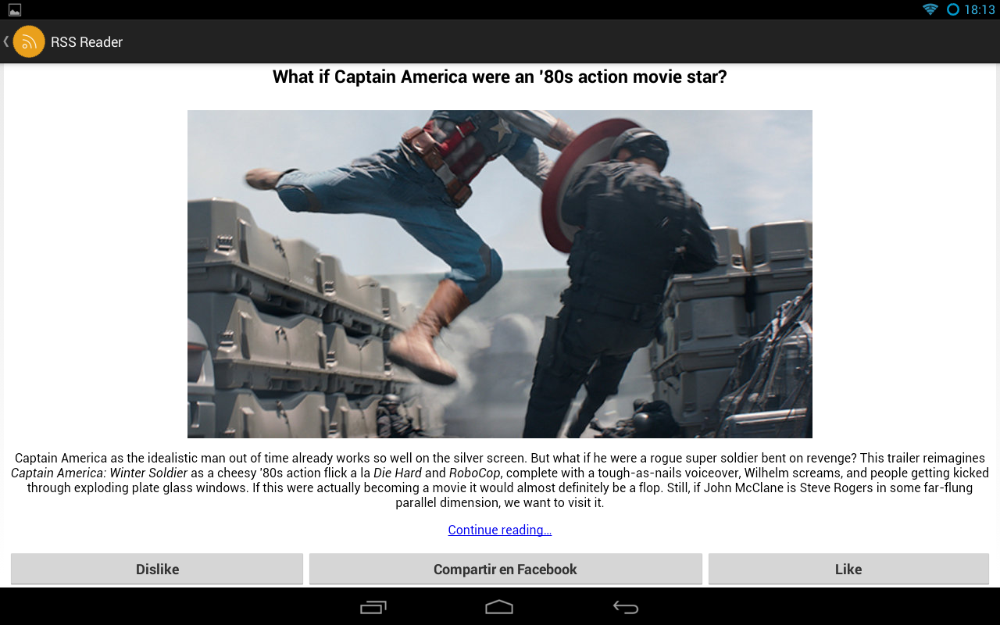 18:13
RSS Reader
What if Captain America were an '80s action movie star?
Captain America as the idealistic man out of time already works so well on the silver screen. But what if he were a rogue super soldier bent on revenge? This trailer reimagines
Captain America: Winter Soldier as a cheesy '80s action flick a la Die Hard and RoboCop, complete with a tough-as-nails voiceover, Wilhelm screams, and people getting kicked
through exploding plate glass windows. If this were actually becoming a movie it would almost definitely be a flop. Still, if John McClane is Steve Rogers in some far-flung
parallel dimension, we want to visit it.
Continue reading…
Dislike
Compartir en Facebook
Like